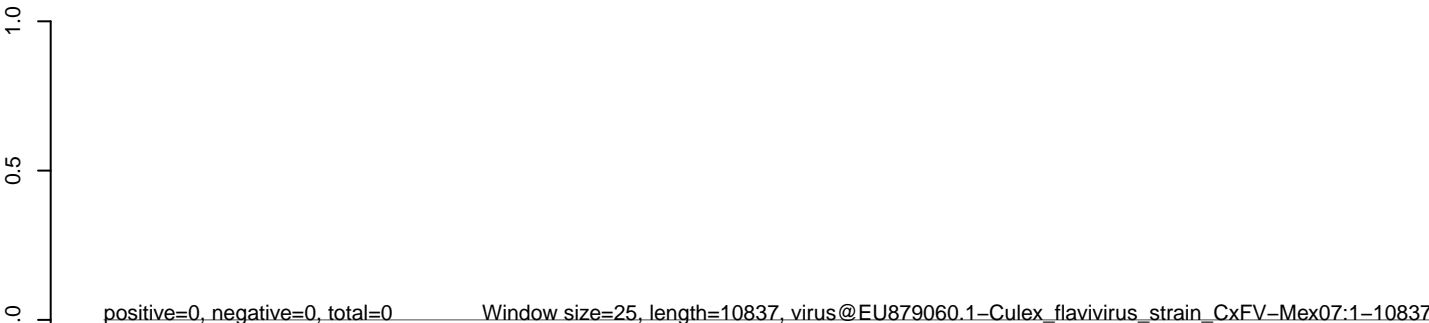 1.0
0.5
.0
positive=0, negative=0, total=0 Window size=25, length=10837, virus@EU879060.1−Culex_flavivirus_strain_CxFV−Mex07:1−10837